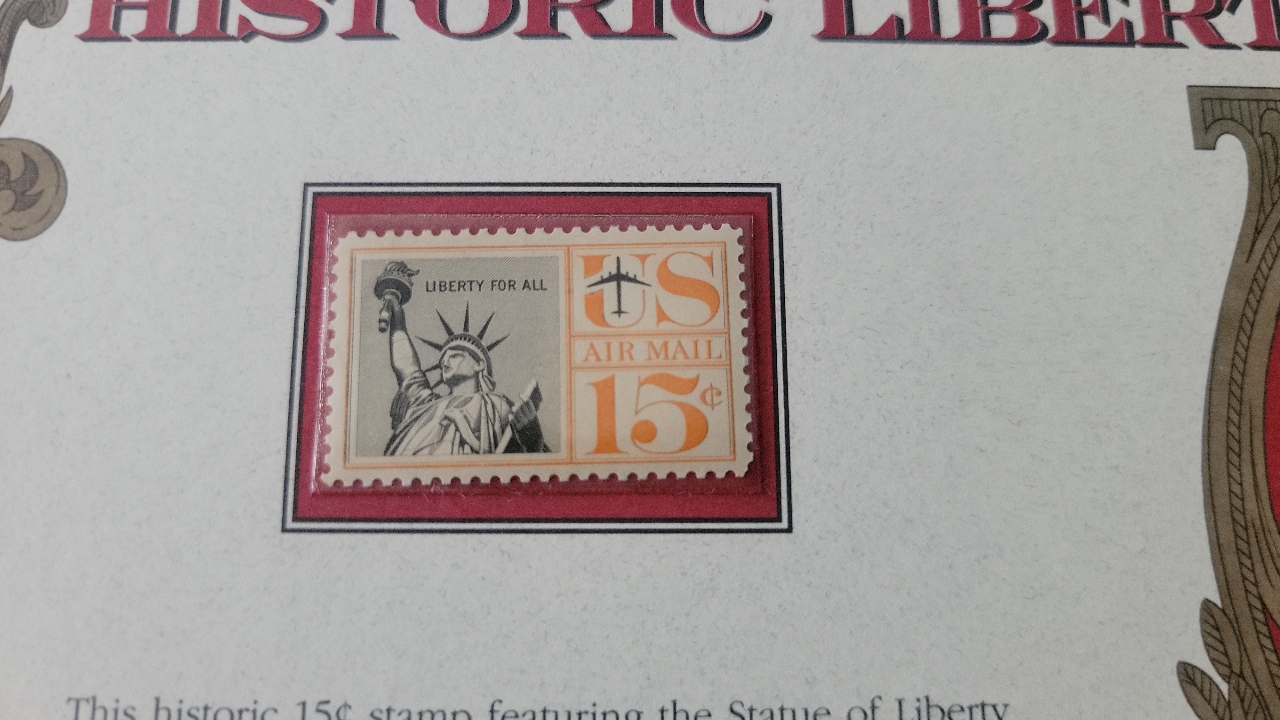 HISTORIC LIBERT
LIBERTY FOR ALL
US
AIR MAIL
15¢
This historic 15¢ stamp featuring the Statue of Liberty